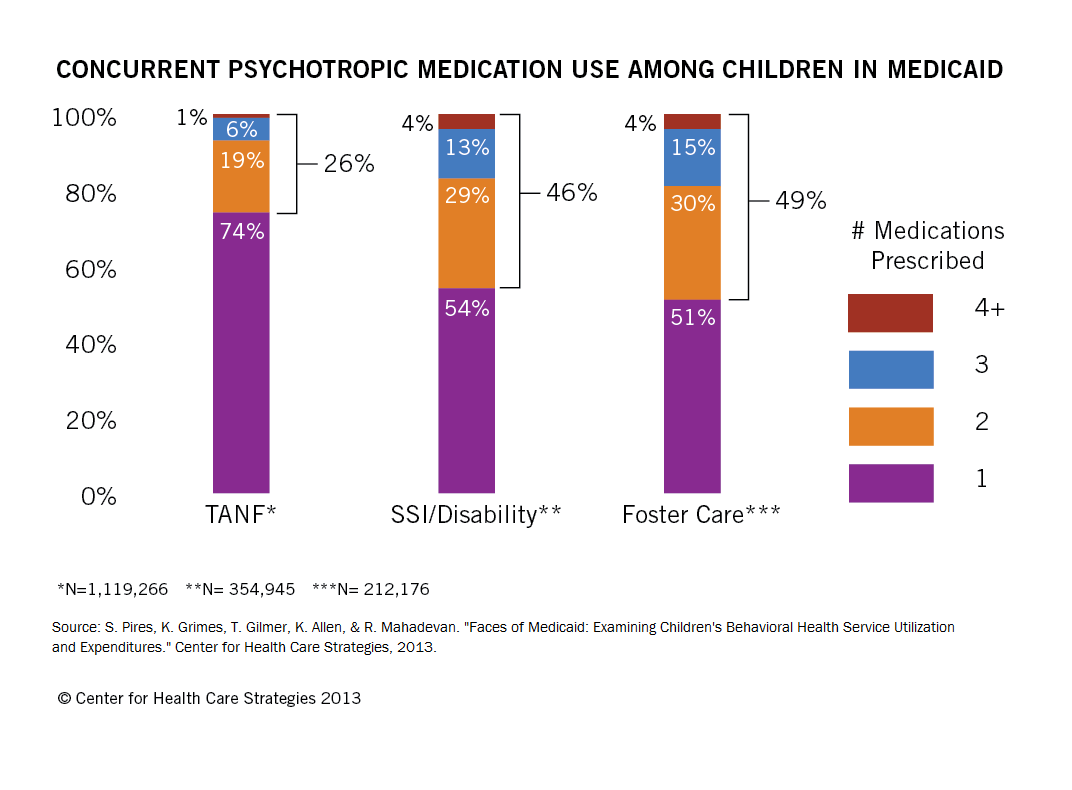 CONCURRENT PSYCHOTROPIC MEDICATION USE AMONG CHILDREN IN MEDICAID
100%
80%
60%
40%
20%
0%
1%
6%
19%
74%
26%
4%
13%
29%
54%
46%
4%
15%
30%
51%
49%
TANF*
SSI/Disability**
Foster Care***
# Medications
Prescribed
4+
3
2
1
*N=1,119,266 **N= 354,945 ***N= 212,176
Source: S. Pires, K. Grimes, T. Gilmer, K. Allen, & R. Mahadevan. "Faces of Medicaid: Examining Children's Behavioral Health Service Utilization
and Expenditures." Center for Health Care Strategies, 2013.
© Center for Health Care Strategies 2013